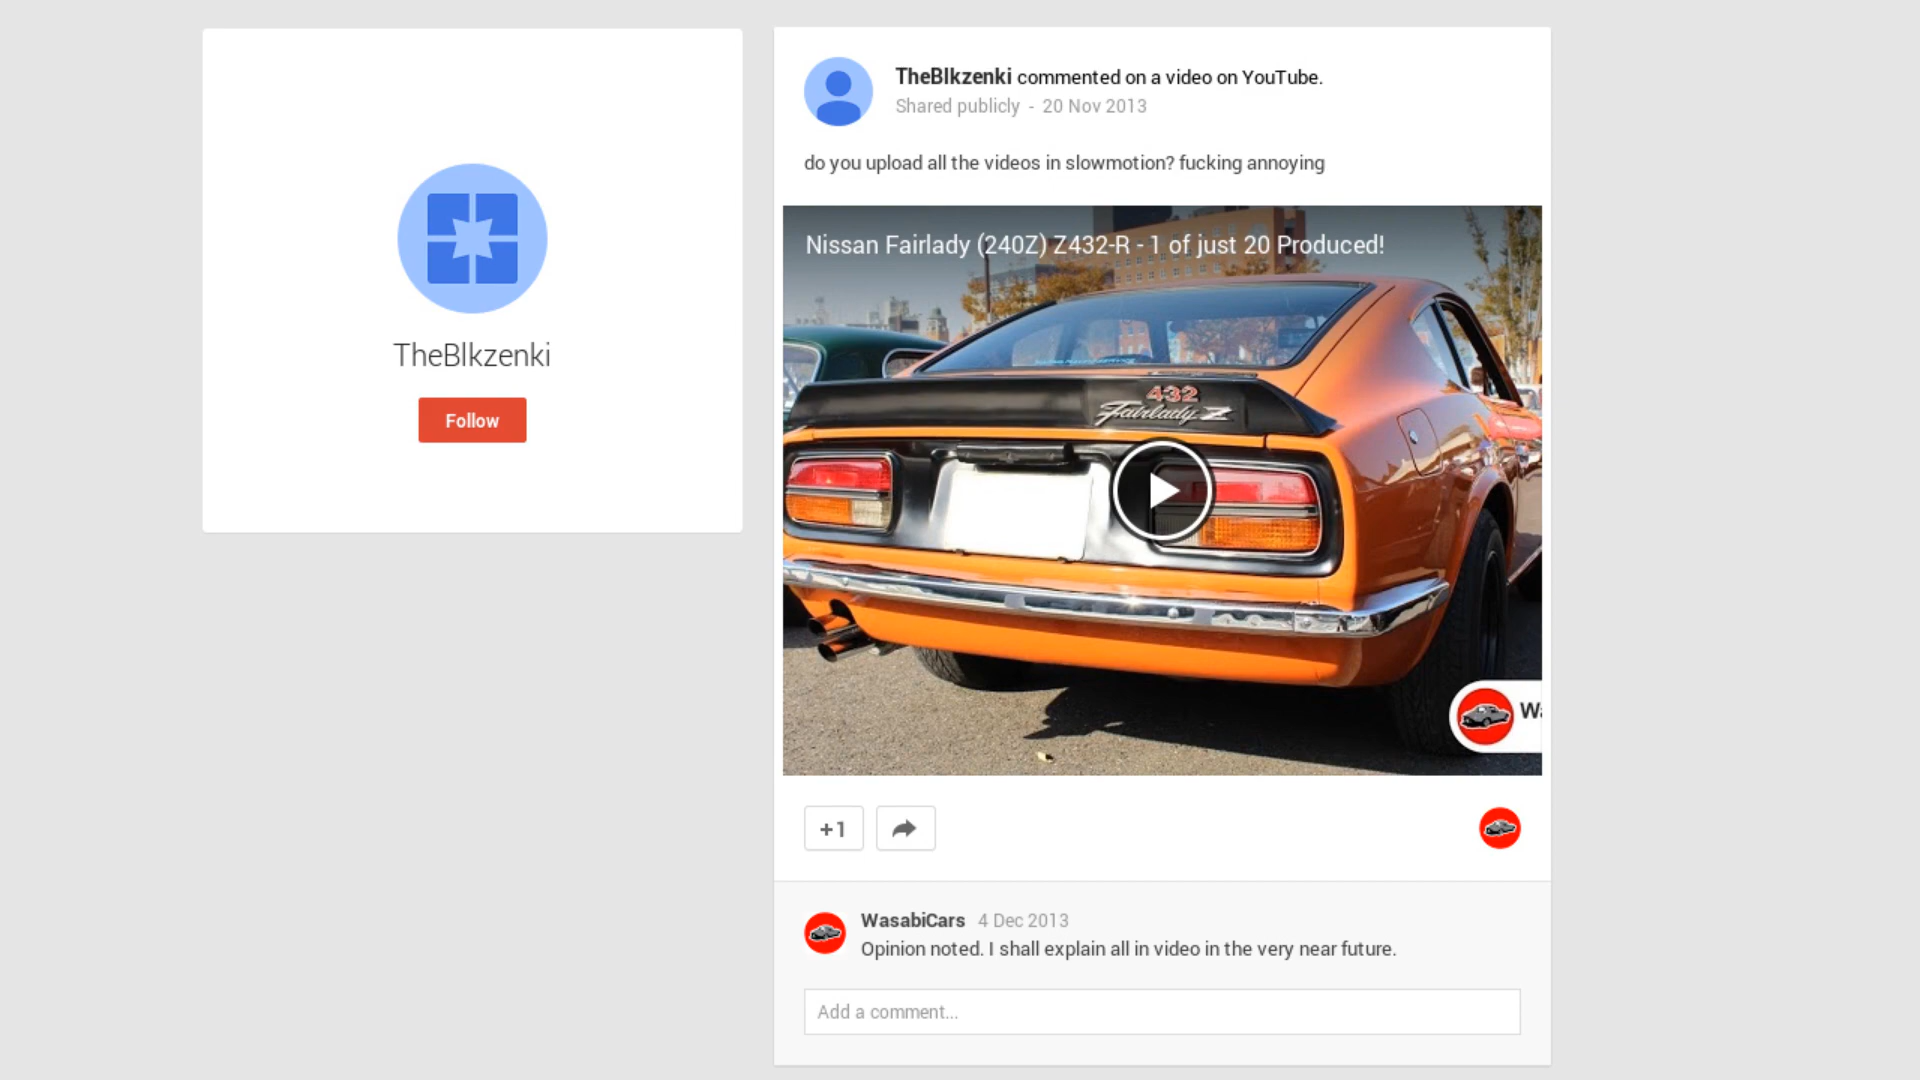 TheBlkzenki
Follow
TheBlkzenki commented on a video on YouTube.
Shared publicly - 20 Nov 2013
do you upload all the videos in slowmotion? fucking annoying
Nissan Fairlady (240Z) Z432-R - 1 of just 20 Produced!
432
Fairlady Z
+1
WasabiCars 4 Dec 2013
Opinion noted. I shall explain all in video in the very near future.
Add a comment...